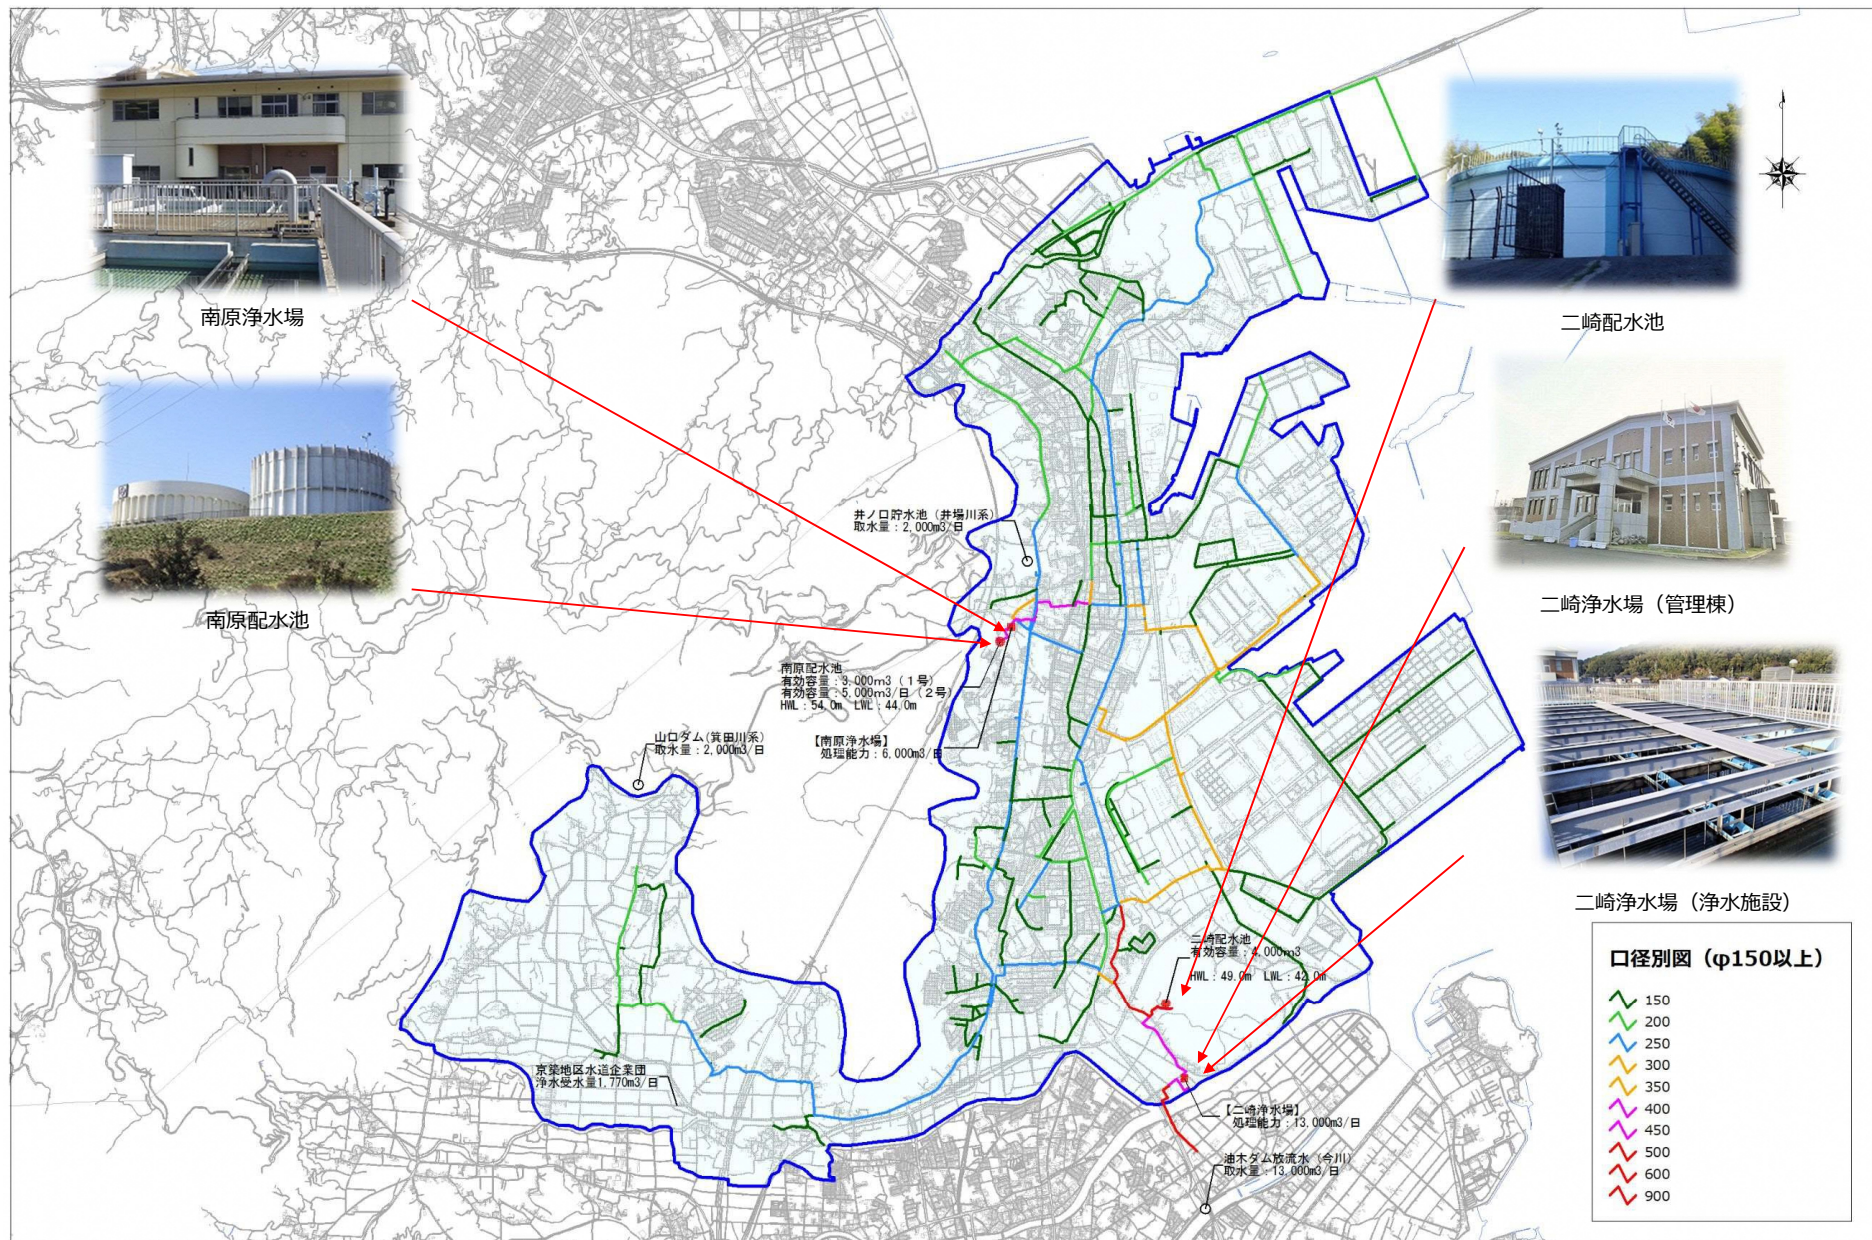 南原浄水場
南原配水池
二崎配水池
二崎浄水場（管理棟）
二崎浄水場（浄水施設）
井ノ口貯水池（井場川系）
取水量：2,000m3/日
南原配水池
有効容量：3,000m3（１号）
有効容量：5,000m3/日（２号）
HWL：54.0m　LWL：44.0m
【南原浄水場】
処理能力：6,000m3/日
山口ダム(箕田川系)
取水量：2,000m3/日
二崎配水池
有効容量：4,000m3
HWL：49.0m　LWL：42.0m
京築地区水道企業団
浄水受水量1,770m3/日
【二崎浄水場】
処理能力：13,000m3/日
油木ダム放流水（今川）
取水量：13,000m3/日
口径別図（φ150以上）
150
200
250
300
350
400
450
500
600
900